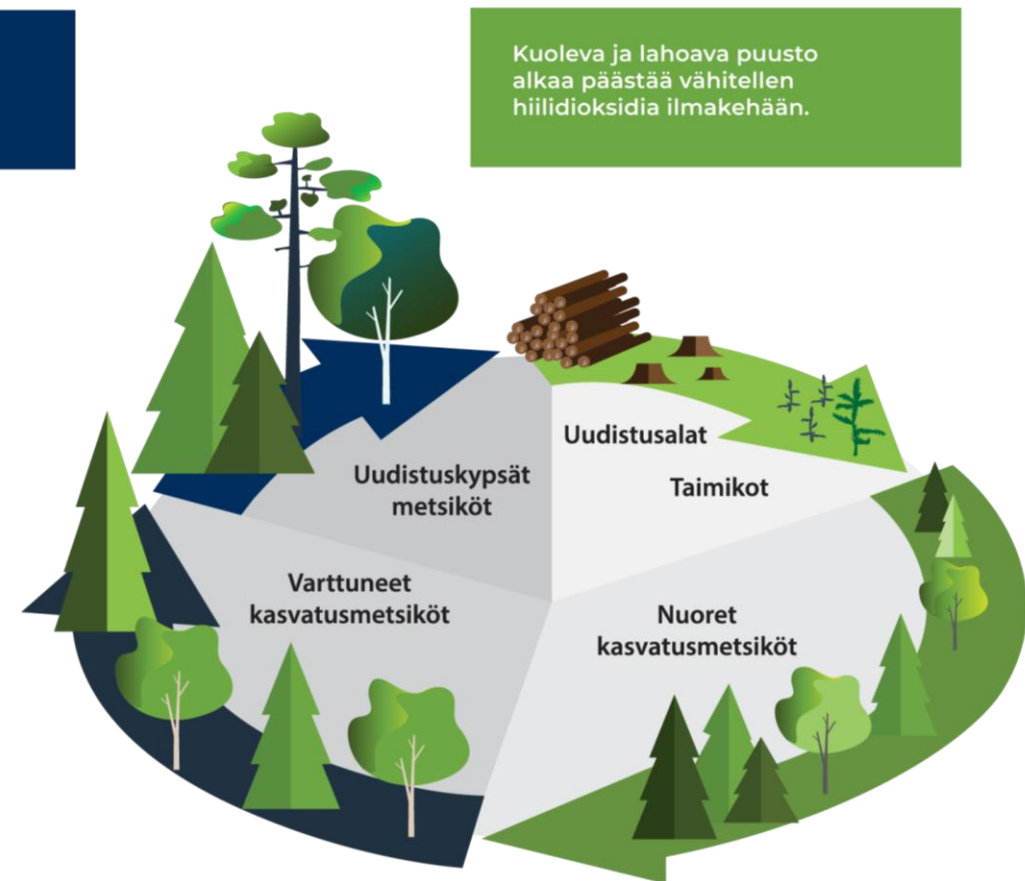 Kuoleva ja lahoava puusto
alkaa päästää vähitellen
hiilidioksidia ilmakehään.
Uudistusalat
Taimikot
Uudistuskypsät
metsiköt
Varttuneet
kasvatusmetsiköt
Nuoret
kasvatusmetsiköt